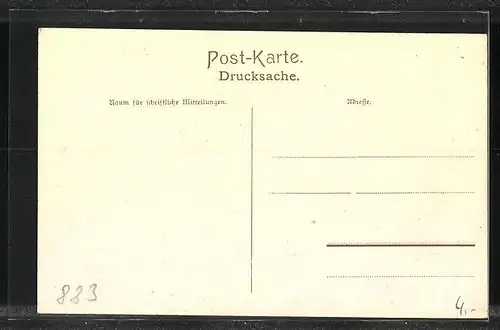 Post-Karte.
Drucksache.
Raum für schriftliche Mitteilungen.
Adresse.
883
4,-